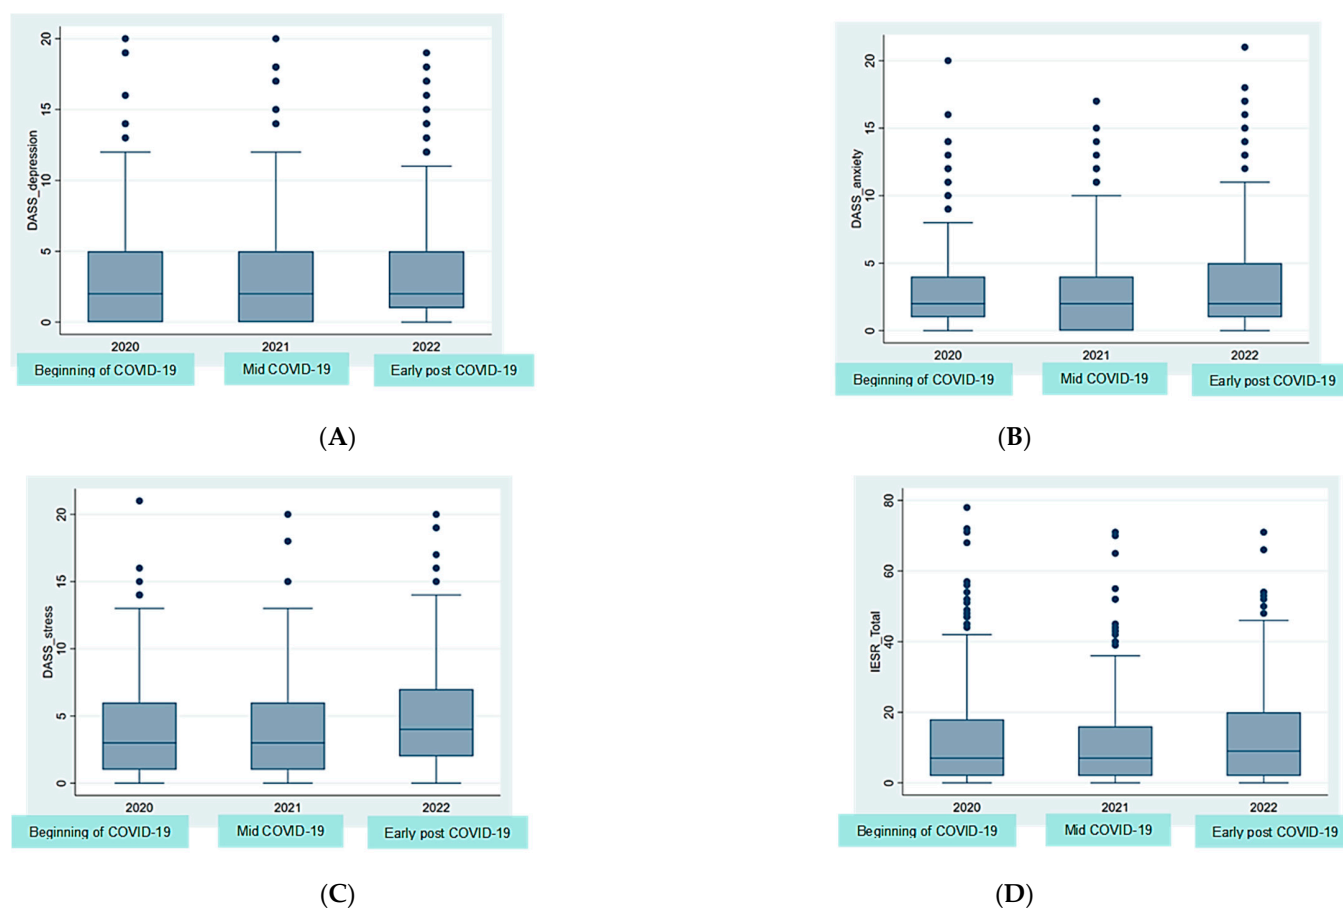 DASS_depression
20
15
10
5
0
2020 2021 2022
Beginning of COVID-19 Mid COVID-19 Early post COVID-19
(A)
DASS_anxiety
20
15
10
5
0
2020 2021 2022
Beginning of COVID-19 Mid COVID-19 Early post COVID-19
(B)
DASS_stress
20
15
10
5
0
2020 2021 2022
Beginning of COVID-19 Mid COVID-19 Early post COVID-19
(C)
IESR_Total
80
60
40
20
0
2020 2021 2022
Beginning of COVID-19 Mid COVID-19 Early post COVID-19
(D)